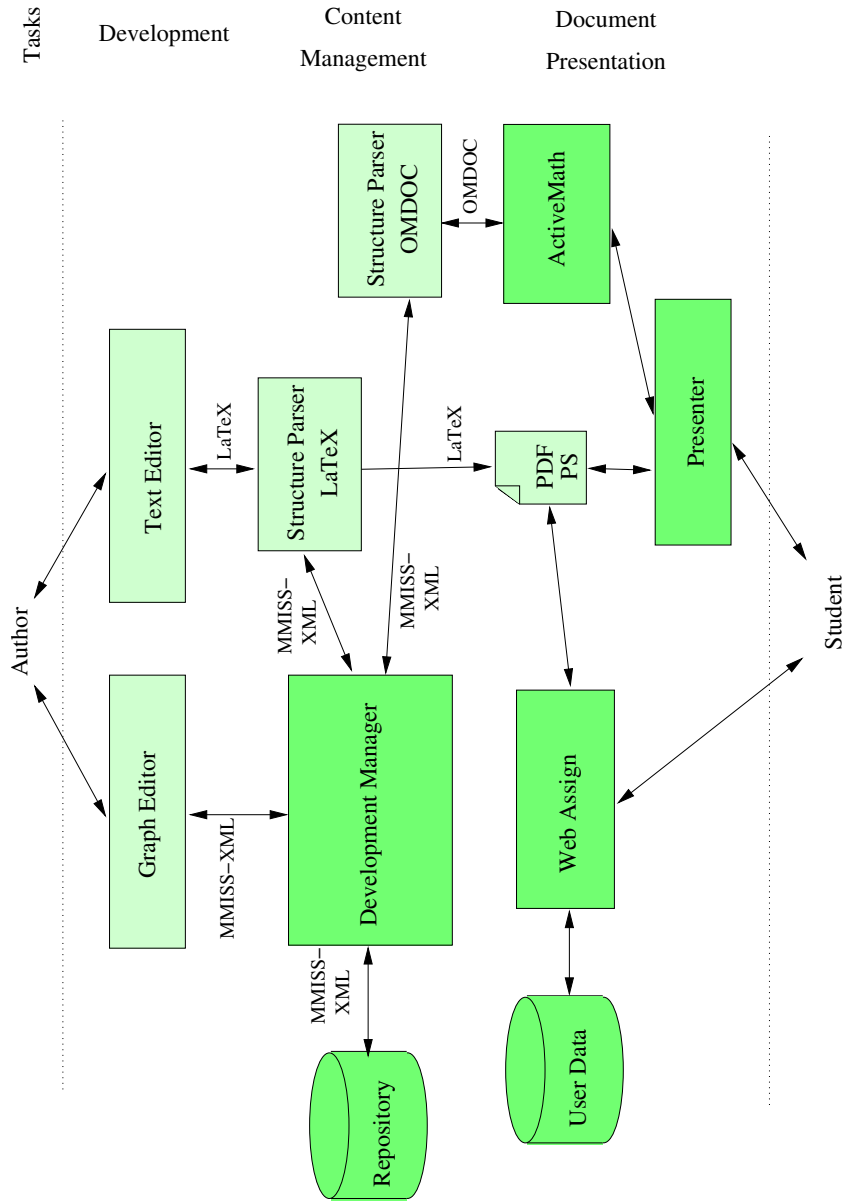 Tasks
Development
Content
Management
Document
Presentation
Author
Text Editor
Graph Editor
LaTeX
MMISS-XML
Structure Parser
LaTeX
Structure Parser
OMDOC
OMDOC
MMISS-
XML
MMISS-
XML
LaTeX
ActiveMath
Development Manager
MMISS-
XML
Repository
PDF
PS
Presenter
Web Assign
User Data
Student